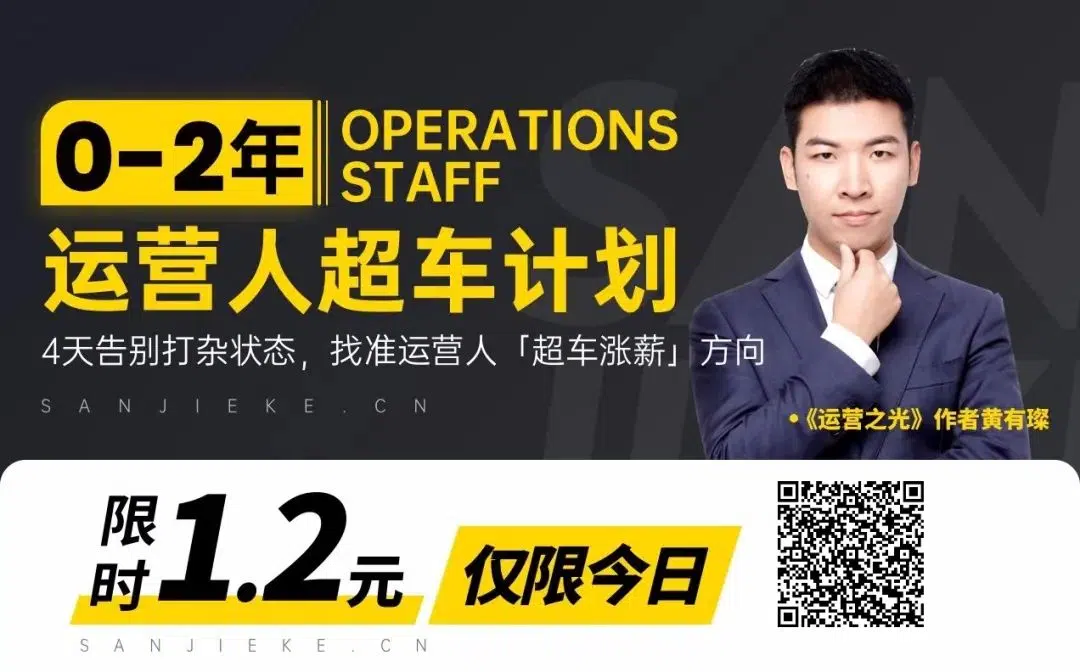 0-2年
OPERATIONS
STAFF
运营人超车计划
4天告别打杂状态，找准运营人「超车涨薪」方向
SANJIEKE.CN
•《运营之光》作者黄有璨
限时1.2元
仅限今日
SANJIEKE.CN